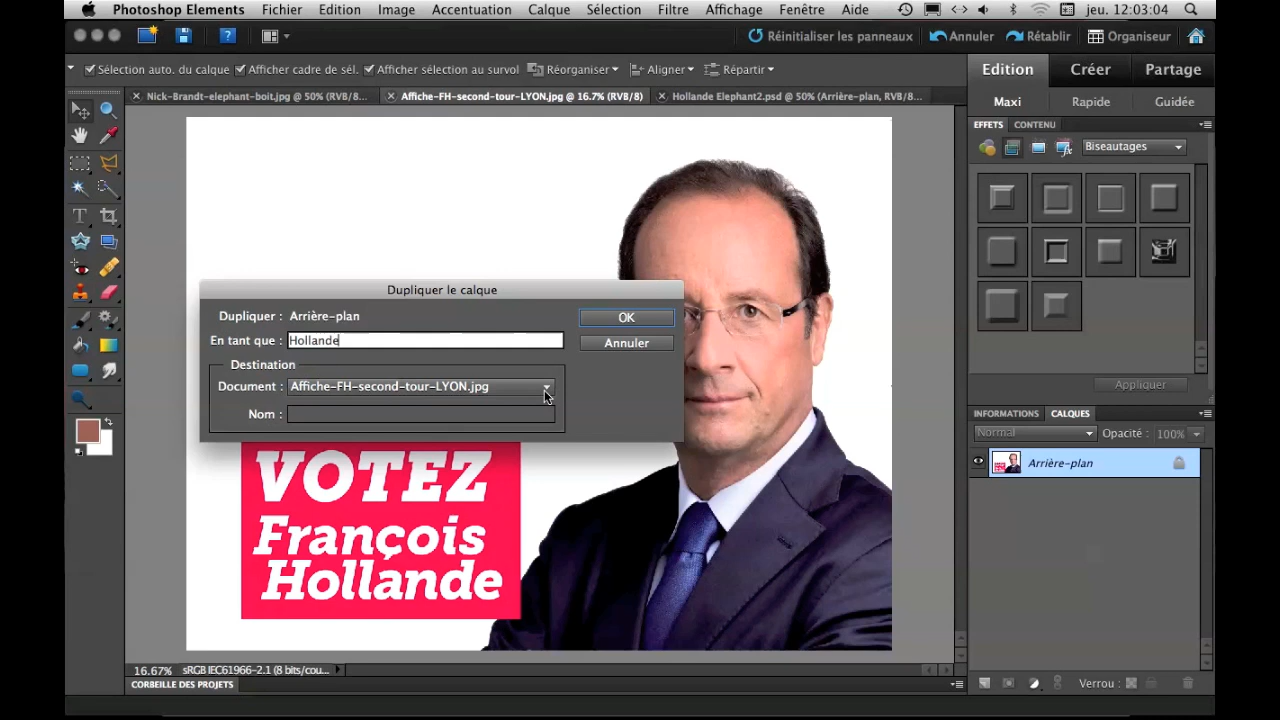 Photoshop Elements Fichier Edition Image Accentuation Calque Sélection Filtre Affichage Fenêtre Aide jeu. 12:03:04
Réinitialiser les panneaux Annuler Rétablir Organiseur
Sélection auto. du calque Afficher cadre de sél. Afficher sélection au survol Réorganiser Aligner Répartir
Edition Créer Partage
Nick-Brandt-elephant-boit.jpg @ 50% (RVB/8... Affiche-FH-second-tour-LYON.jpg @ 16.7% (RVB/8) Hollande Elephant2.psd @ 50% (Arrière-plan, RVB/8...
Maxi Rapide Guidée
EFFETS CONTENU
Biseautages
Dupliquer le calque
Dupliquer : Arrière-plan
OK
En tant que : Hollande
Annuler
Destination
Document : Affiche-FH-second-tour-LYON.jpg
Nom :
Appliquer
INFORMATIONS CALQUES
Normal Opacité : 100%
Arrière-plan
VOTEZ
François
Hollande
16.67% sRGB IEC61966-2.1 (8 bits/cou...
Verrou :
CORBEILLE DES PROJETS